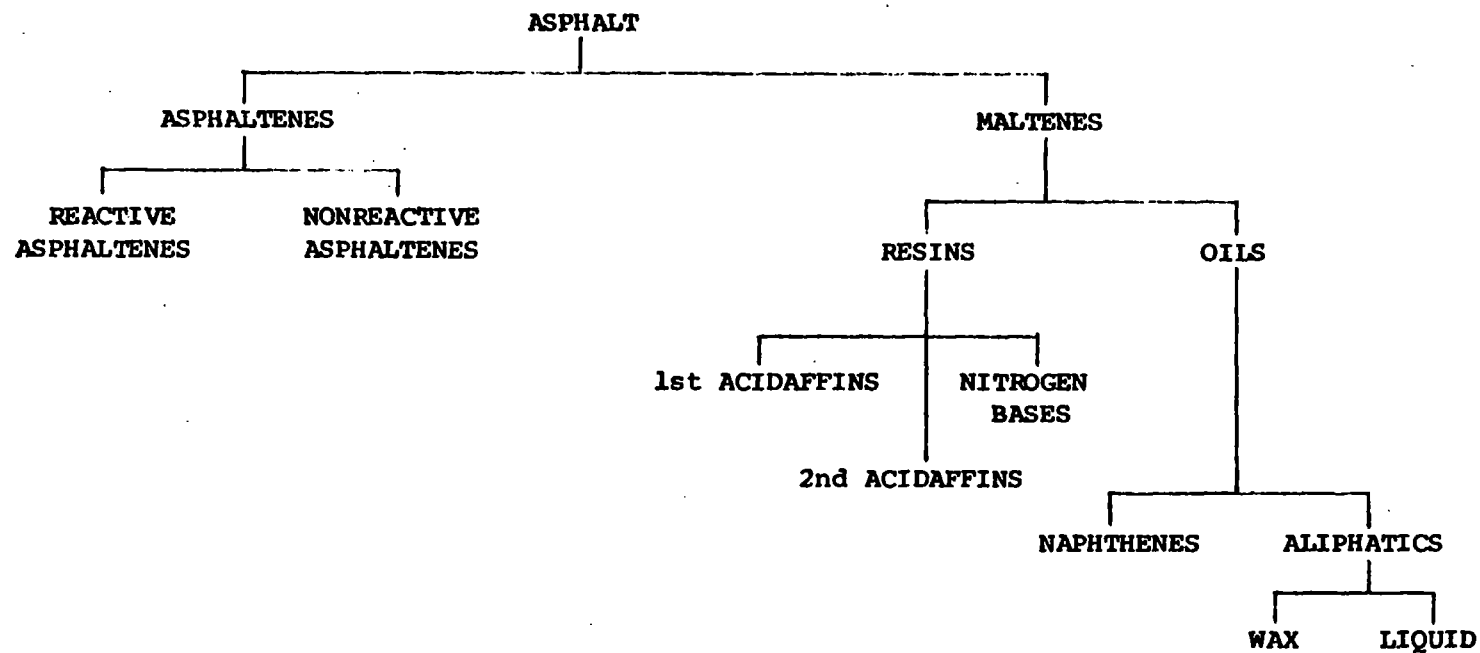 ASPHALT
ASPHALTENES
MALTENES
REACTIVE
ASPHALTENES
NONREACTIVE
ASPHALTENES
RESINS
OILS
1st ACIDAFFINS
NITROGEN
BASES
2nd ACIDAFFINS
NAPHTHENES
ALIPHATICS
WAX
LIQUID